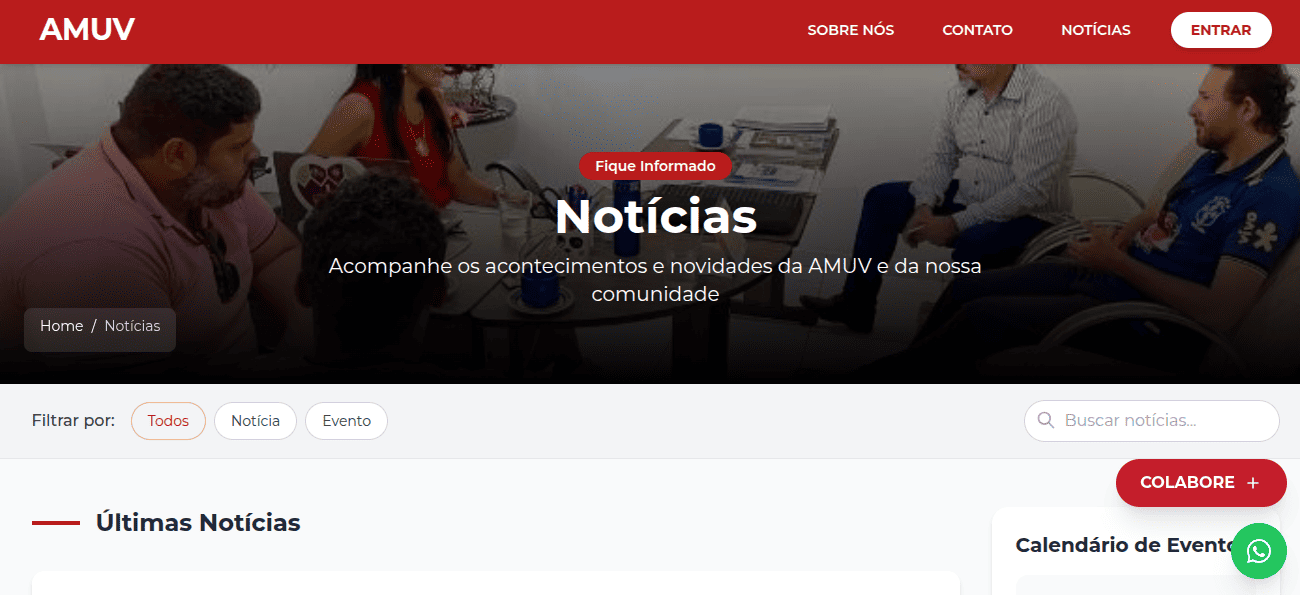 AMUV
SOBRE NÓS
CONTATO
NOTÍCIAS
ENTRAR
Fique Informado
Notícias
Acompanhe os acontecimentos e novidades da AMUV e da nossa
comunidade
Home / Notícias
Filtrar por:
Todos
Notícia
Evento
Buscar notícias...
COLABORE +
Últimas Notícias
Calendário de Evento